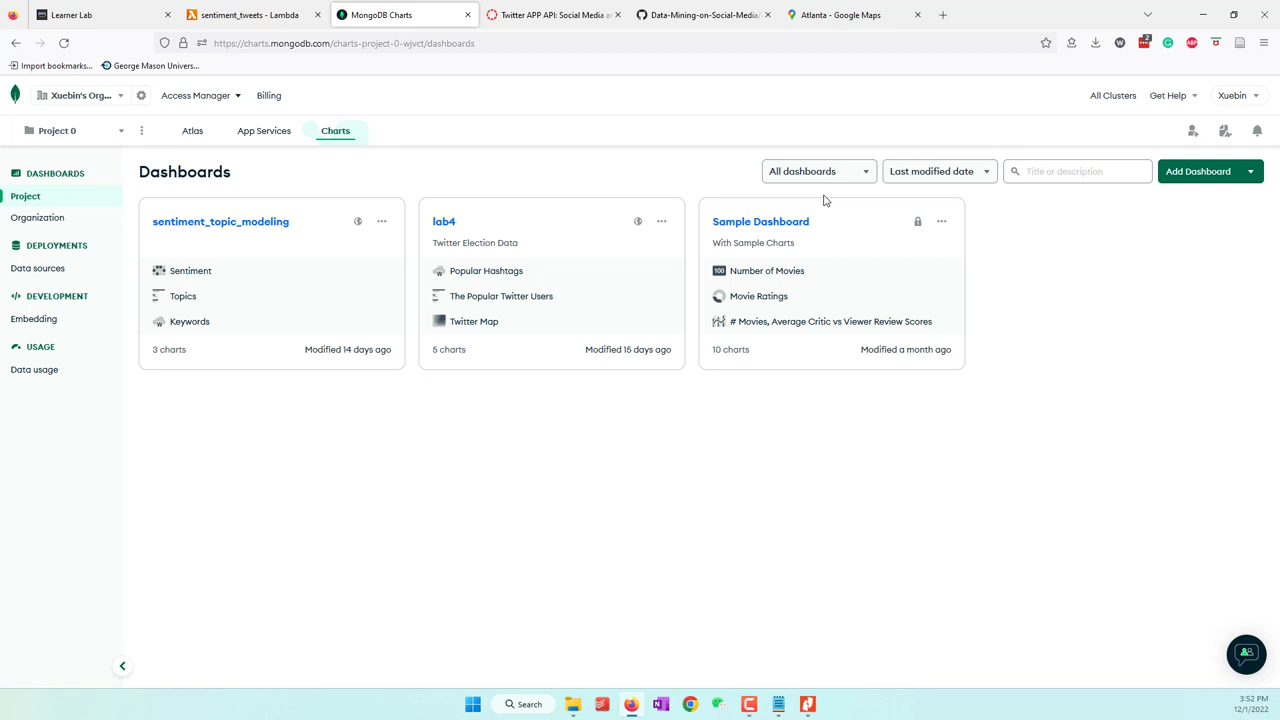 Learner Lab
sentiment_tweets - Lambda
MongoDB Charts
Twitter APP API: Social Media an
Data-Mining-on-Social-Media/
Atlanta - Google Maps
https://charts.mongodb.com/charts-project-0-wjvct/dashboards
2
ABP
Import bookmarks...
George Mason Univers...
Xuebin's Org...
Access Manager
Billing
All Clusters
Get Help
Xuebin
Project 0
Atlas
App Services
Charts
DASHBOARDS
Project
Organization
DEPLOYMENTS
Data sources
DEVELOPMENT
Embedding
USAGE
Data usage
Dashboards
All dashboards
Last modified date
Title or description
Add Dashboard
sentiment_topic_modeling
Sentiment
Topics
Keywords
3 charts
Modified 14 days ago
lab4
Twitter Election Data
Popular Hashtags
The Popular Twitter Users
Twitter Map
5 charts
Modified 15 days ago
Sample Dashboard
With Sample Charts
100
Number of Movies
Movie Ratings
# Movies, Average Critic vs Viewer Review Scores
10 charts
Modified a month ago
Search
3:52 PM
12/1/2022